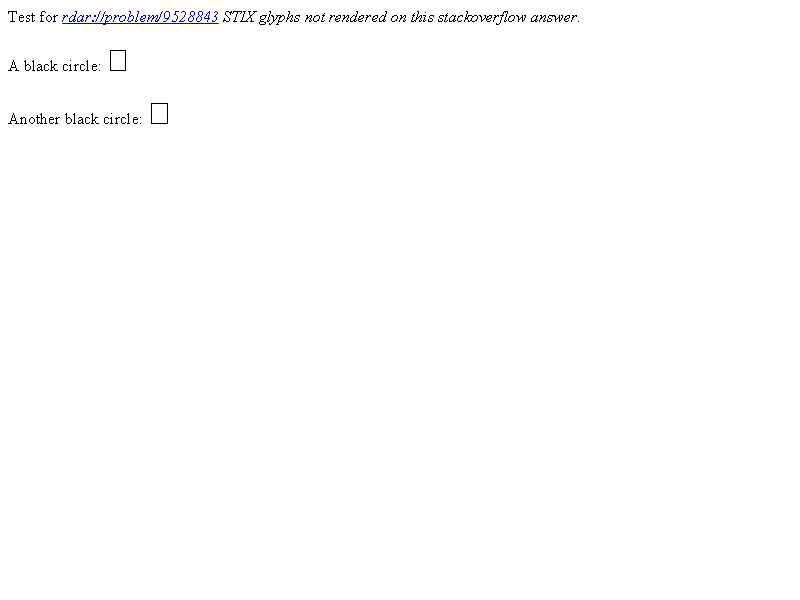 Test for rdar://problem/9528843 STIX glyphs not rendered on this stackoverflow answer.
A black circle: □
Another black circle: □